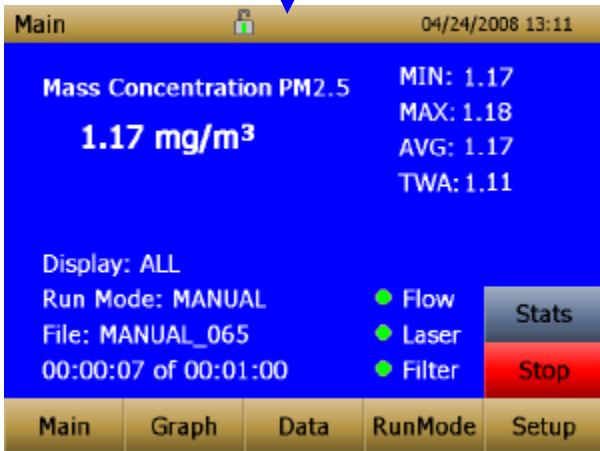 Main 04/24/2008 13:11
Mass Concentration PM2.5
1.17 mg/m³
MIN: 1.17
MAX: 1.18
AVG: 1.17
TWA: 1.11
Display: ALL
Run Mode: MANUAL
File: MANUAL_065
00:00:07 of 00:01:00
Flow
Laser
Filter
Stats
Stop
Main Graph Data RunMode Setup